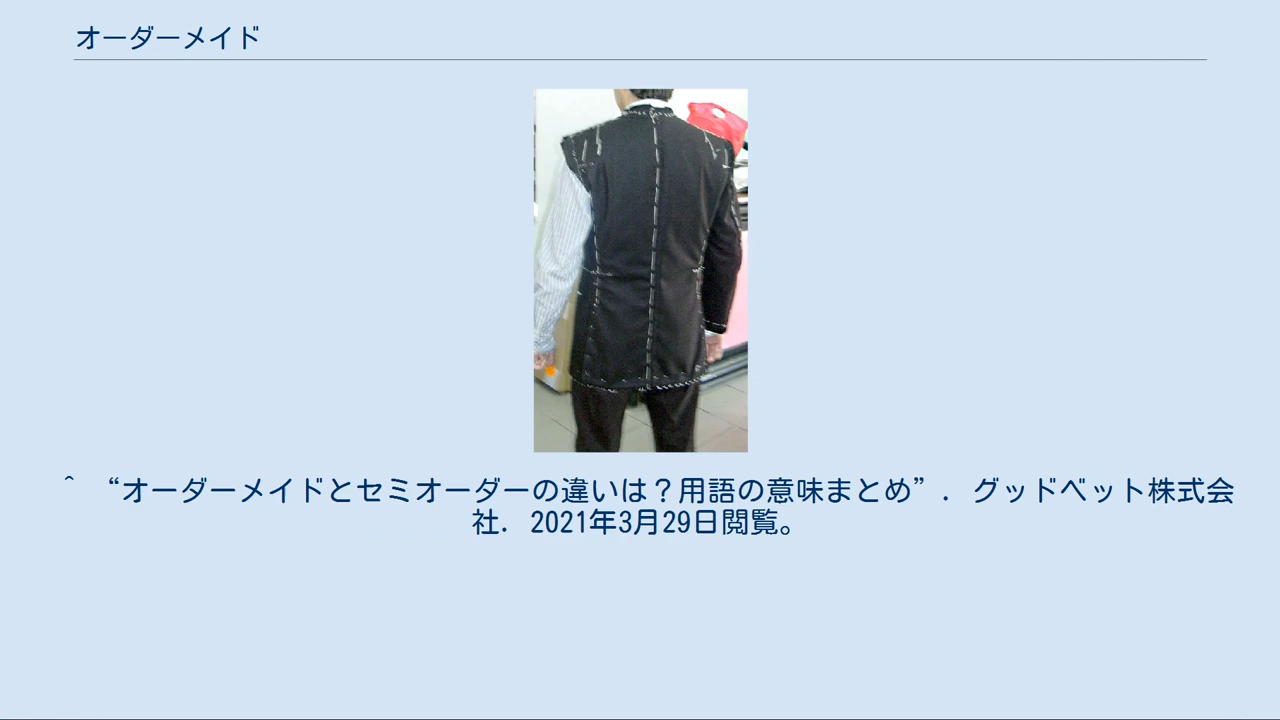 オーダーメイド
^ “オーダーメイドとセミオーダーの違いは？用語の意味まとめ”. グッドベット株式会
社. 2021年3月29日閲覧。